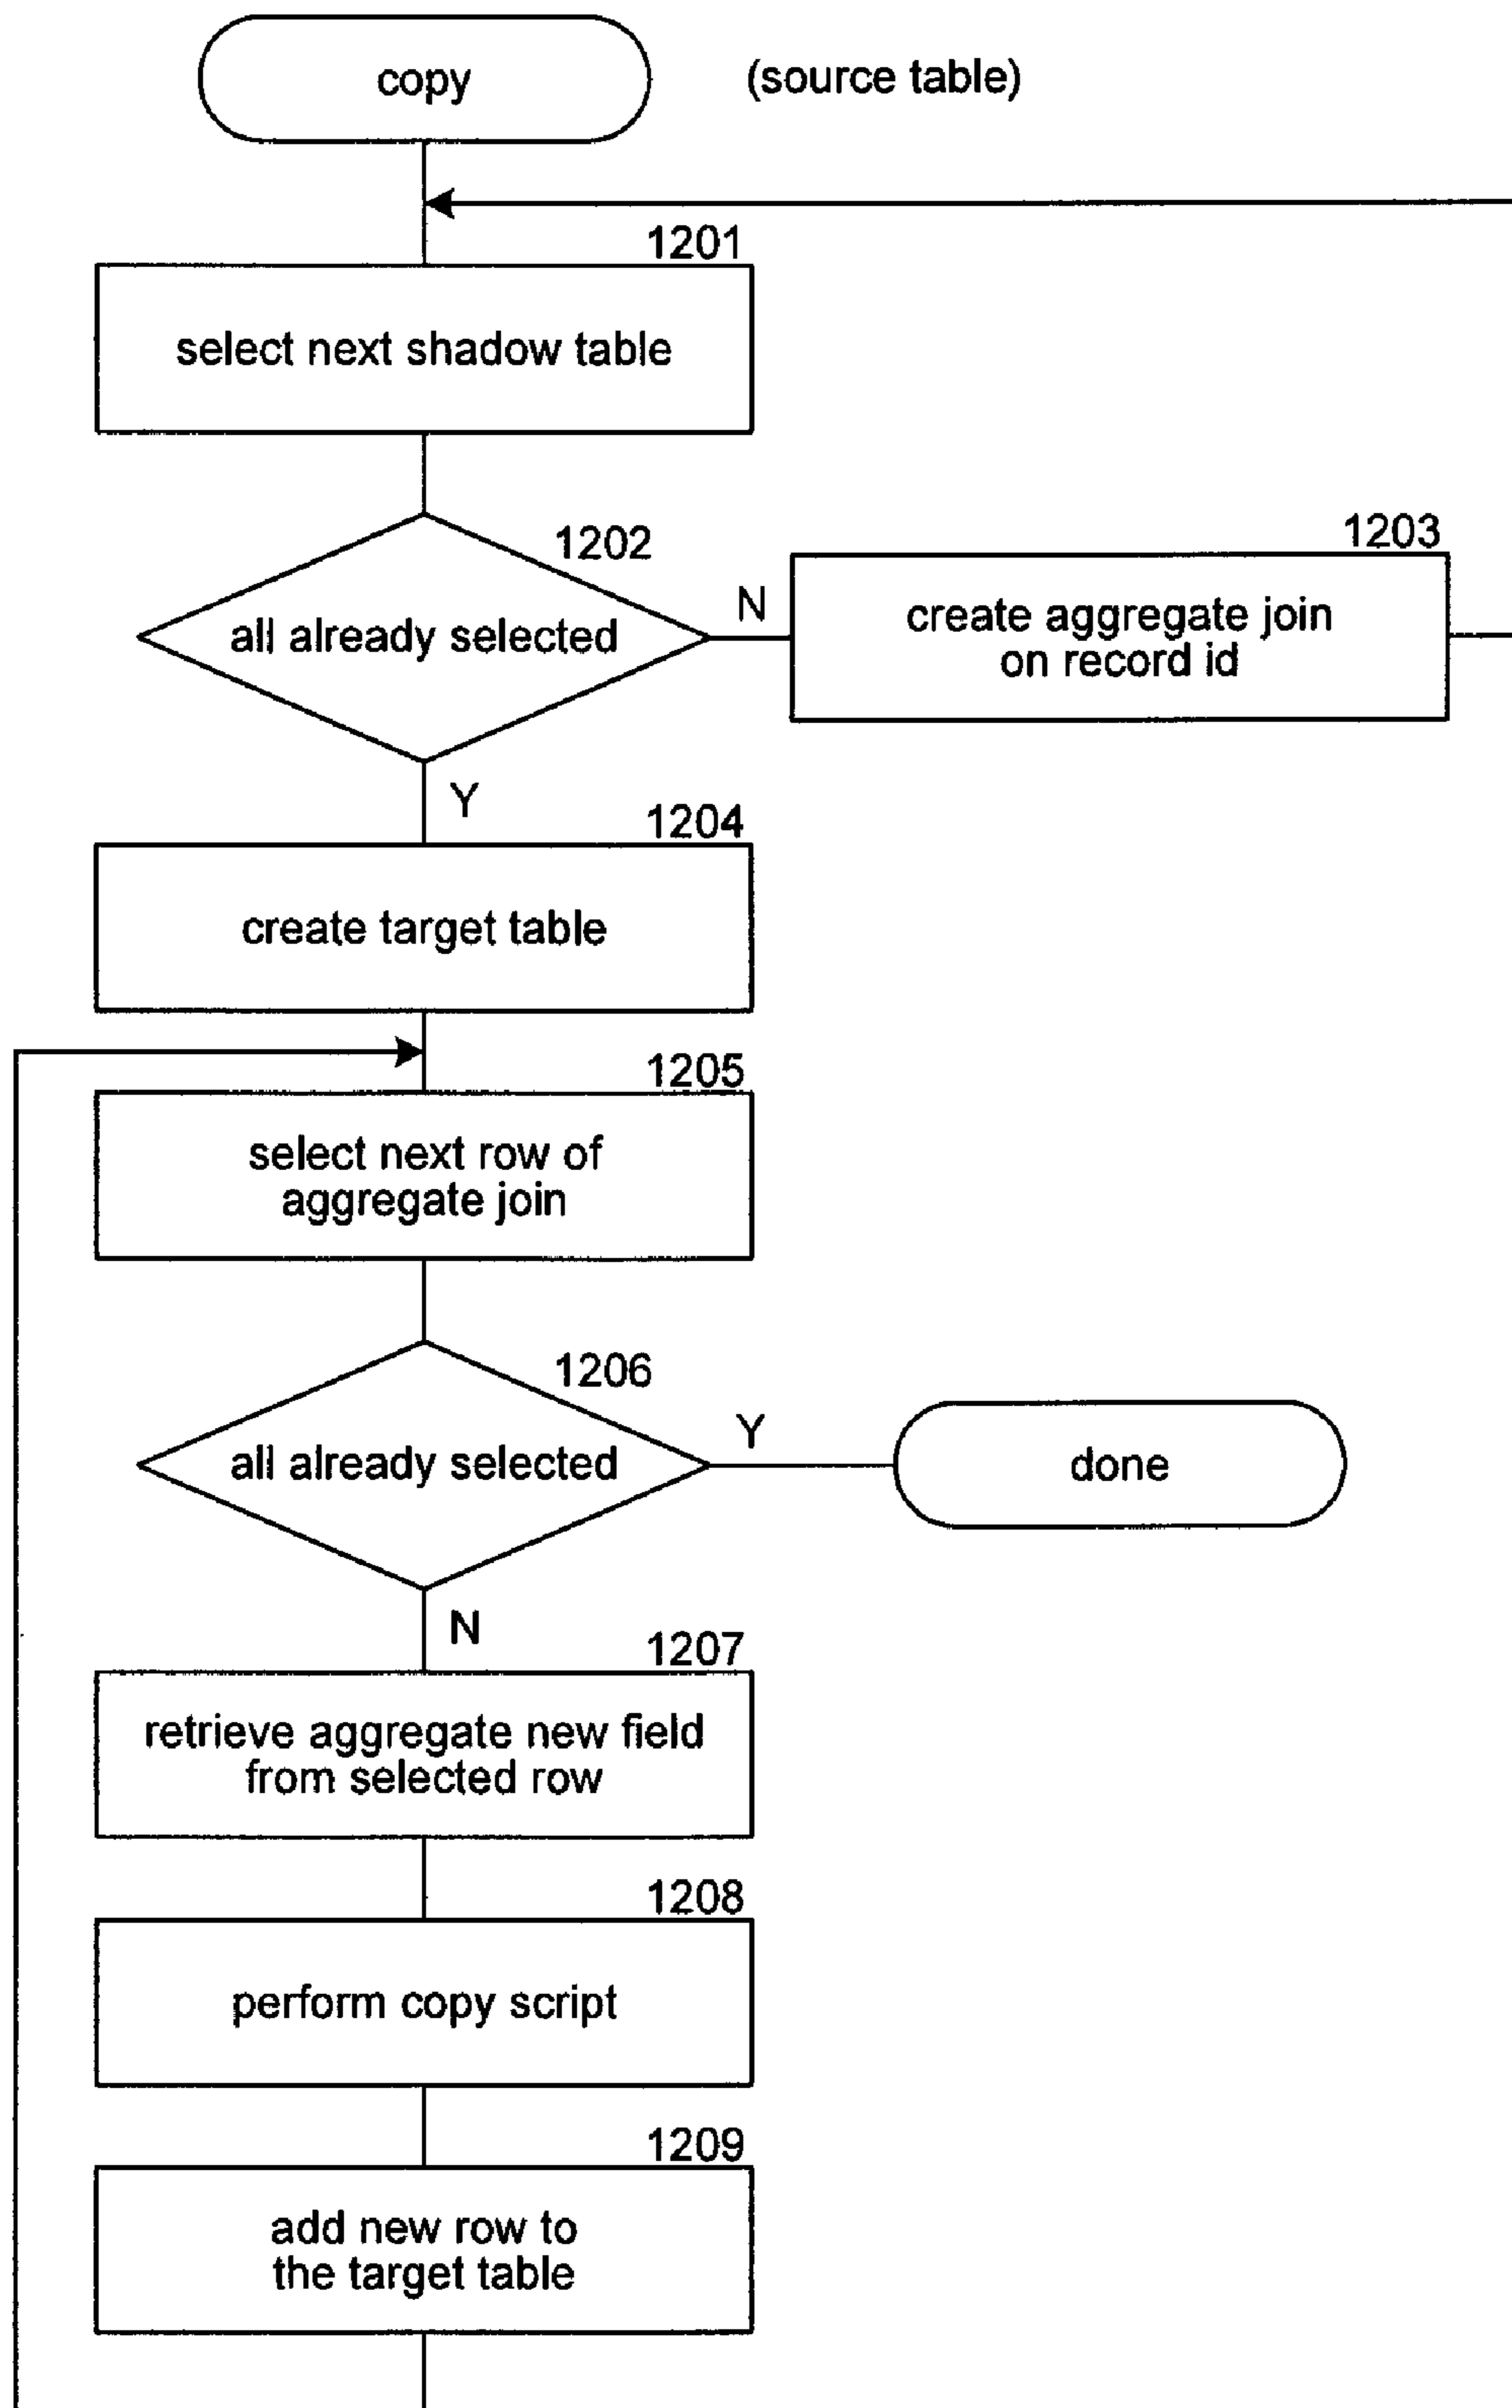 copy
(source table)
1201
select next shadow table
1202
all already selected
N
1203
create aggregate join
on record id
Y
1204
create target table
1205
select next row of
aggregate join
1206
all already selected
Y
done
N
1207
retrieve aggregate new field
from selected row
1208
perform copy script
1209
add new row to
the target table